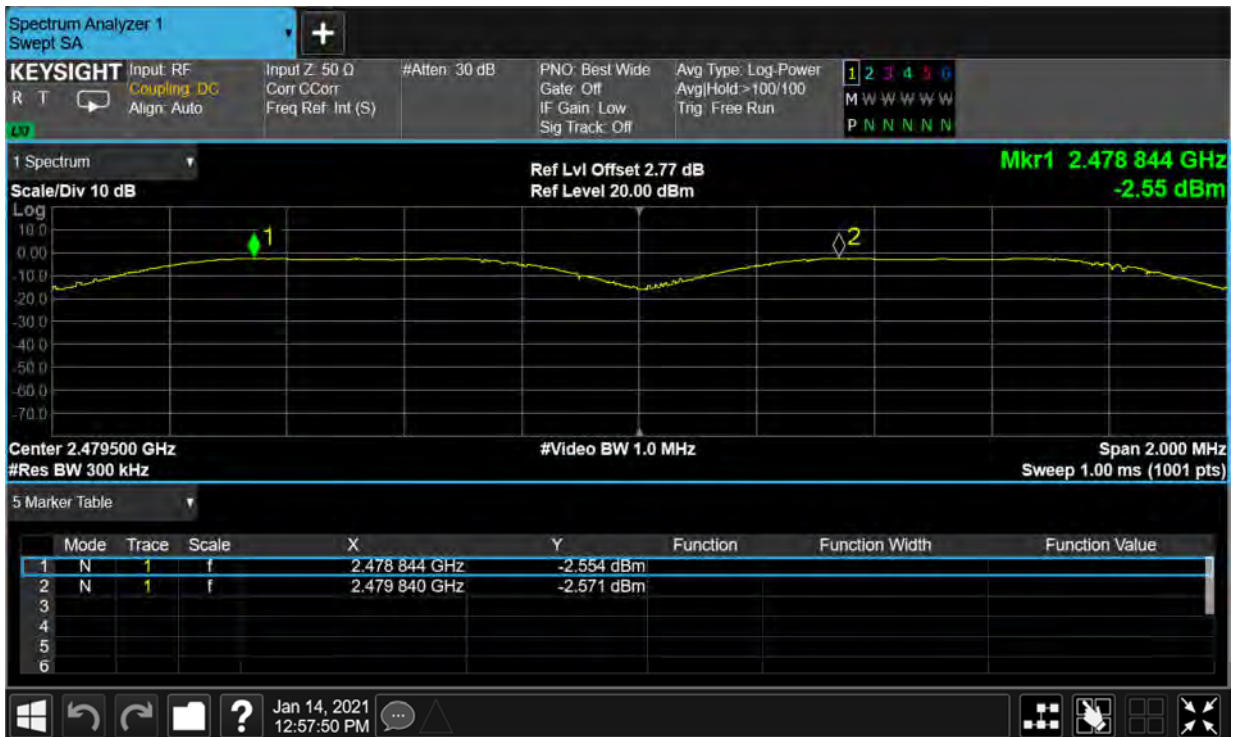 Spectrum Analyzer 1
Swept SA
+
KEYSIGHT Input: RF Input Z: 50 Ω #Atten: 30 dB PNO: Best Wide Avg Type: Log-Power 1 2 3 4 5 6
R T Coupling: DC Corr CCorr Gate: Off Avg|Hold:>100/100 M W W W W W
Align: Auto Freq Ref: Int (S) IF Gain: Low Trig: Free Run
LXI Sig Track: Off P N N N N N
1 Spectrum Ref Lvl Offset 2.77 dB Mkr1 2.478 844 GHz
Scale/Div 10 dB Ref Level 20.00 dBm -2.55 dBm
Log
10.0
1 2
0.00
-10.0
-20.0
-30.0
-40.0
-50.0
-60.0
-70.0
Center 2.479500 GHz #Video BW 1.0 MHz Span 2.000 MHz
#Res BW 300 kHz Sweep 1.00 ms (1001 pts)
5 Marker Table
Mode Trace Scale X Y Function Function Width Function Value
1 N 1 f 2.478 844 GHz -2.554 dBm
2 N 1 f 2.479 840 GHz -2.571 dBm
3
4
5
6
? Jan 14, 2021
12:57:50 PM